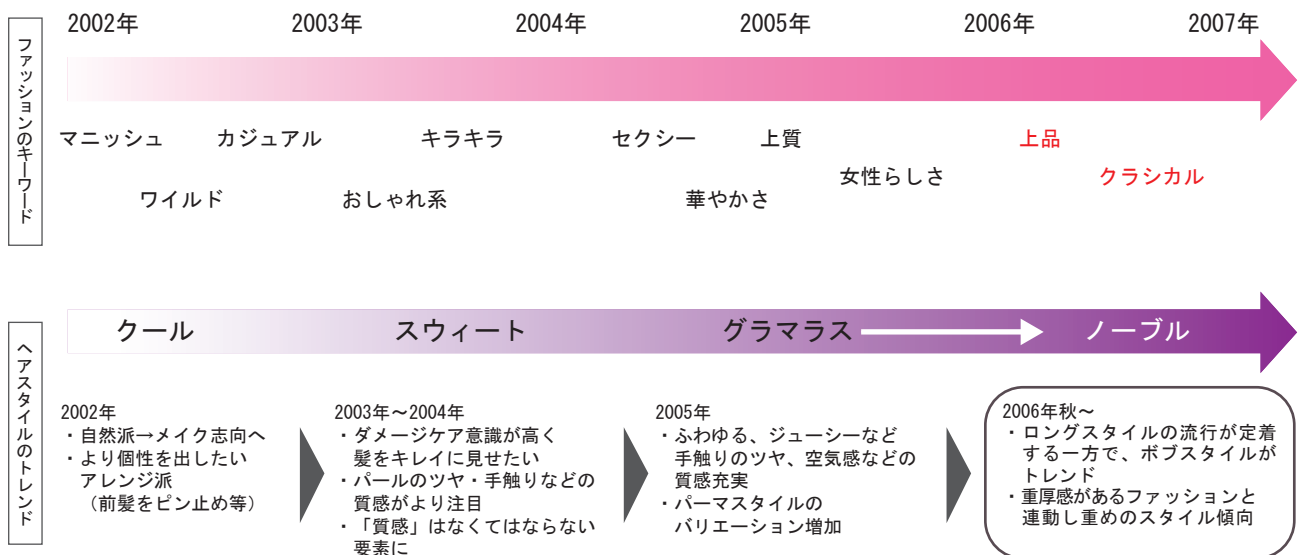 2002年 2003年 2004年 2005年 2006年 2007年
ファッションのキーワード
マニッシュ カジュアル キラキラ セクシー 上質 上品
女性らしさ クラシカル
ワイルド おしゃれ系 華やかさ
ヘアスタイルのトレンド
クール スウィート グラマラス ノーブル
2002年
・自然派→メイク志向へ
・より個性を出したい
アレンジ派
（前髪をピン止め等）
2003年～2004年
・ダメージケア意識が高く
髪をキレイに見せたい
・パールのツヤ・手触りなどの
質感がより注目
・「質感」はなくてはならない
要素に
2005年
・ふわゆる、ジューシーなど
手触りのツヤ、空気感などの
質感充実
・パーマスタイルの
バリエーション増加
2006年秋～
・ロングスタイルの流行が定着
する一方で、ボブスタイルが
トレンド
・重厚感があるファッションと
連動し重めのスタイル傾向